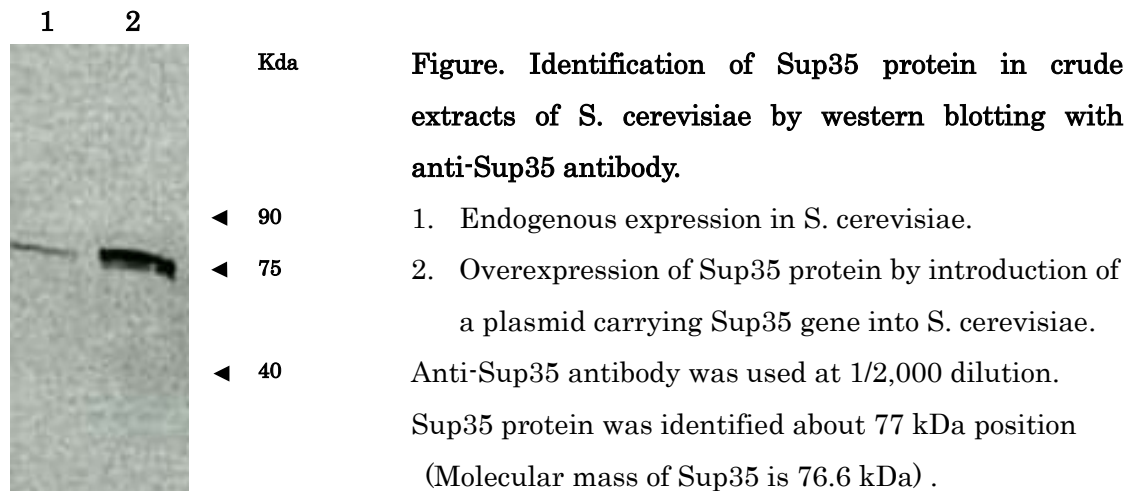 1 2
Kda
Figure. Identification of Sup35 protein in crude
extracts of S. cerevisiae by western blotting with
anti-Sup35 antibody.
◄ 90
1. Endogenous expression in S. cerevisiae.
◄ 75
2. Overexpression of Sup35 protein by introduction of
a plasmid carrying Sup35 gene into S. cerevisiae.
◄ 40
Anti-Sup35 antibody was used at 1/2,000 dilution.
Sup35 protein was identified about 77 kDa position
(Molecular mass of Sup35 is 76.6 kDa) .